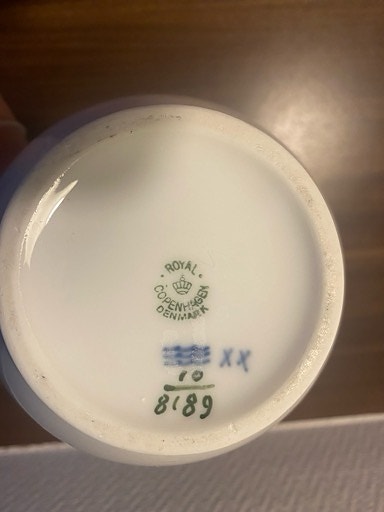 ROYAL
COPENHAGEN
DENMARK
XX
10
8189